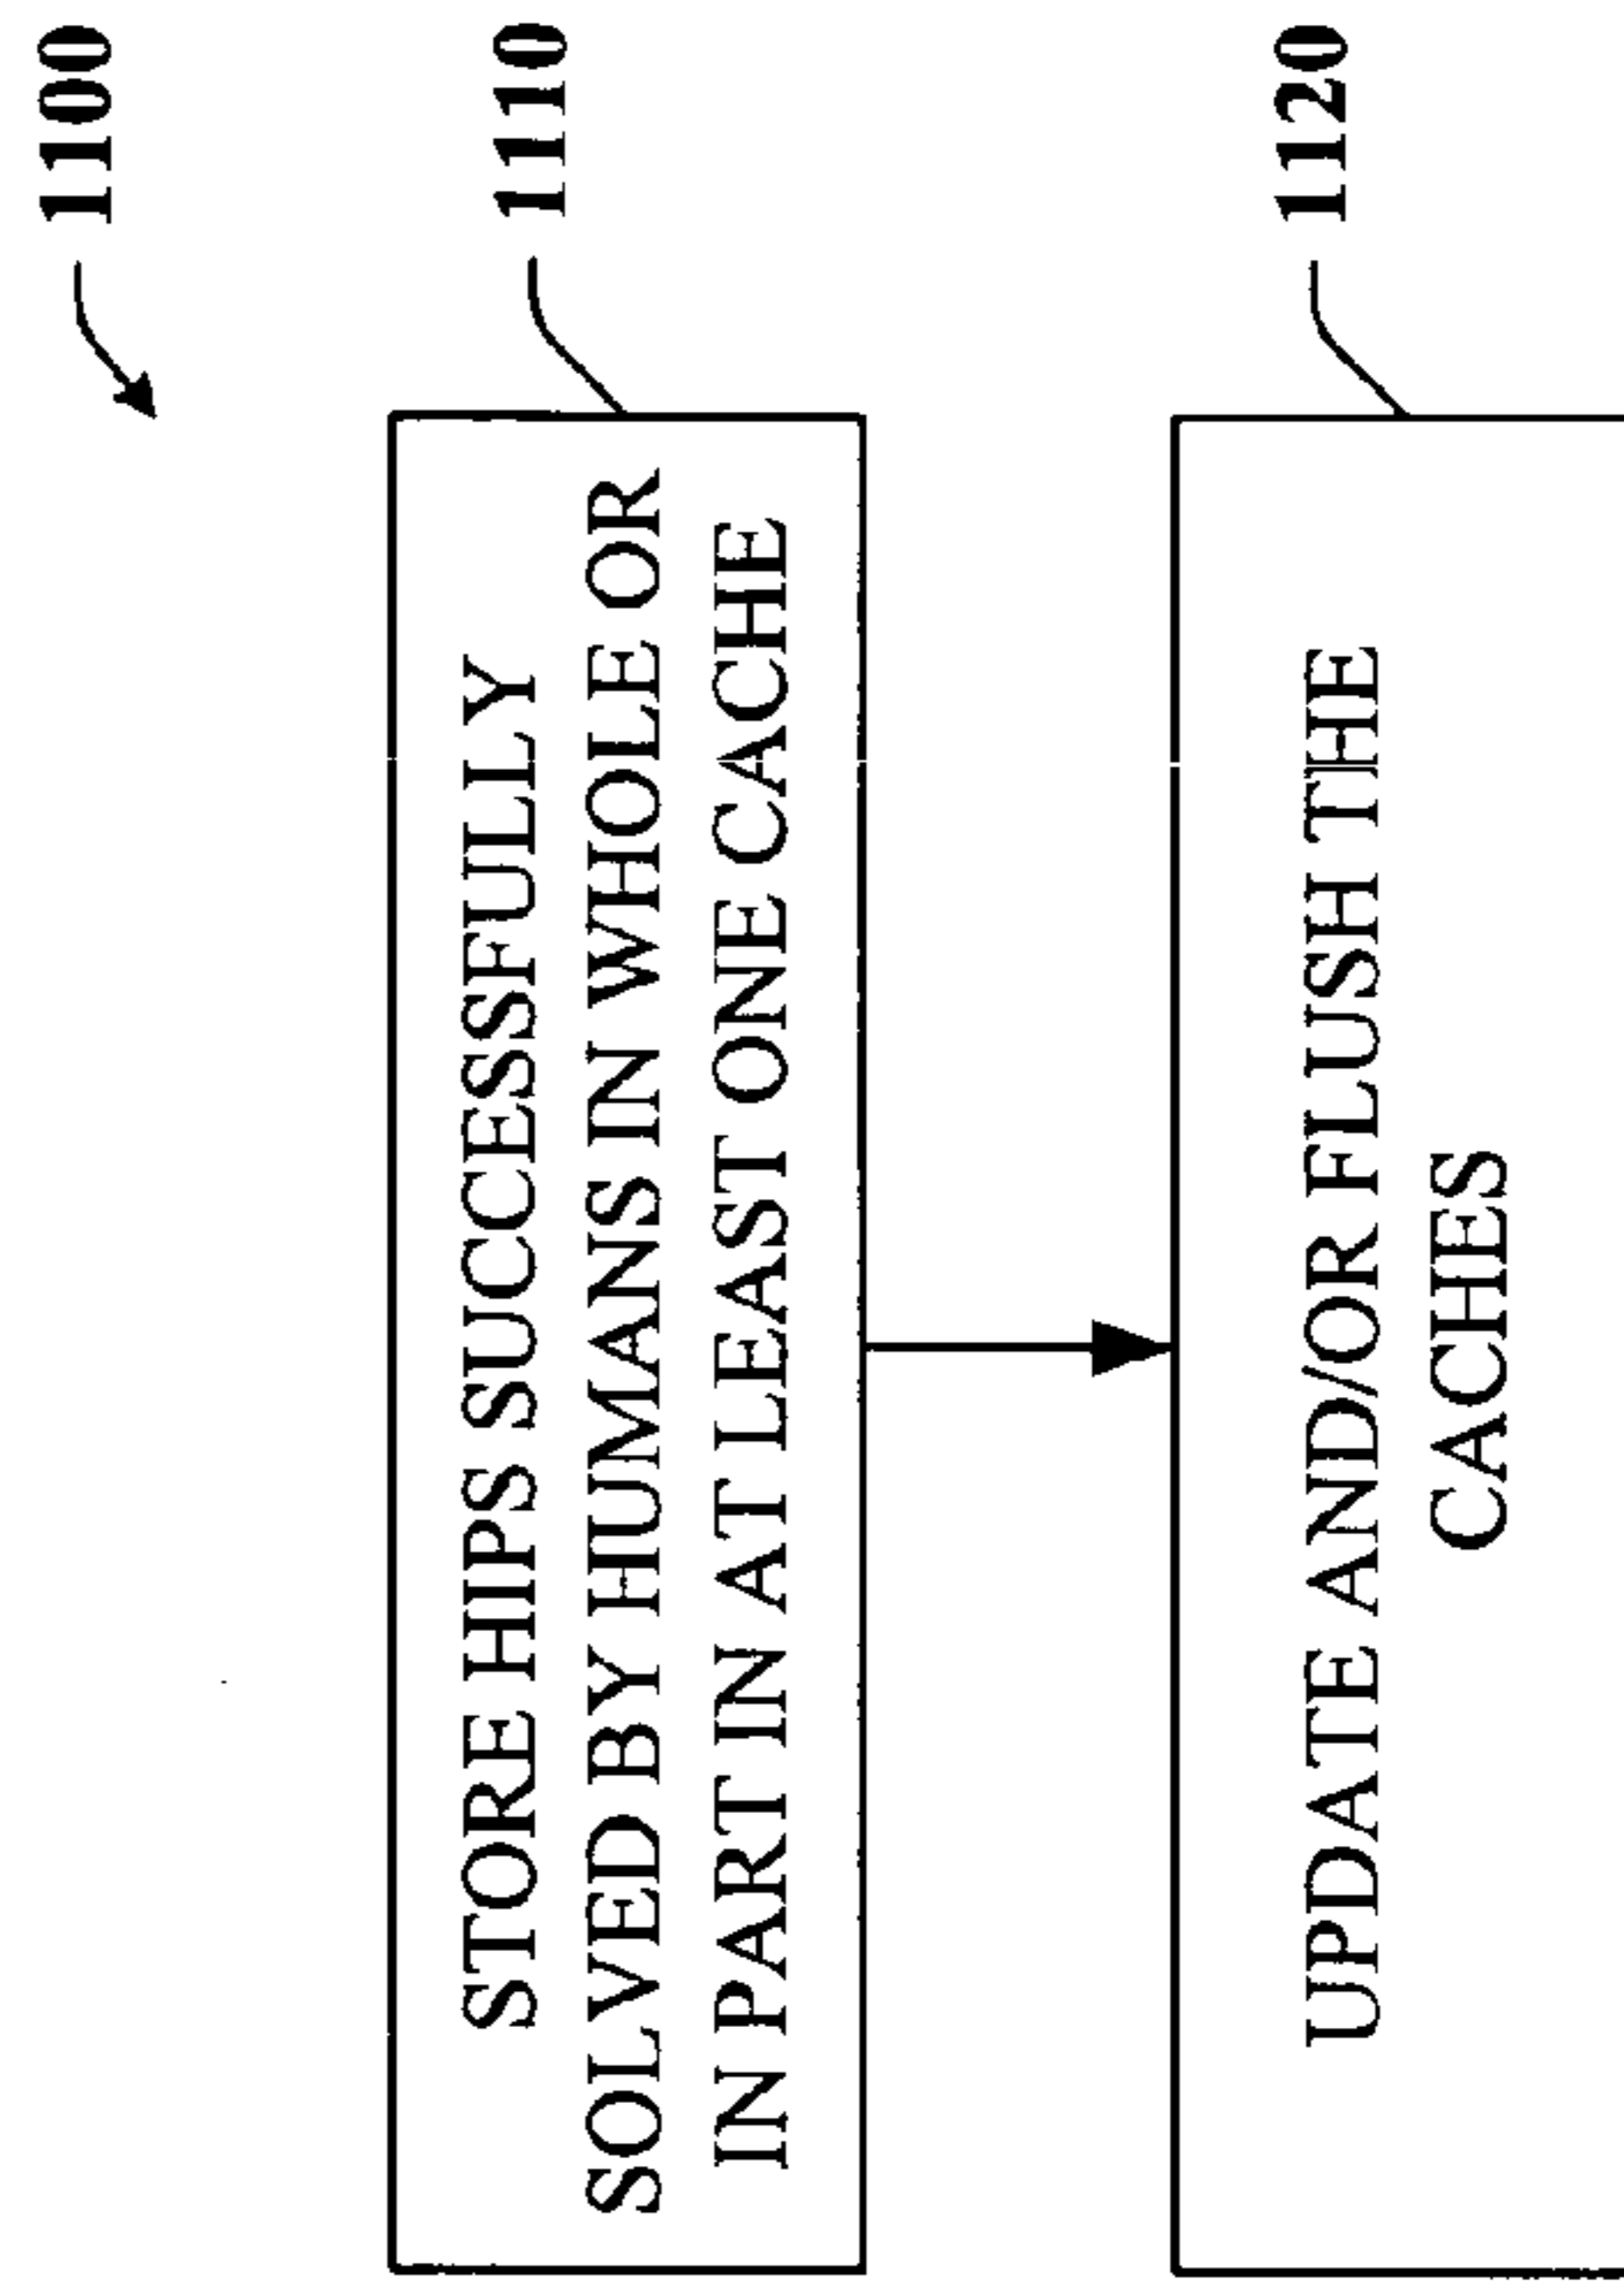 1100
STORE HIPS SUCCESSFULLY
SOLVED BY HUMANS IN WHOLE OR
IN PART IN AT LEAST ONE CACHE
1110
UPDATE AND/OR FLUSH THE
CACHES
1120